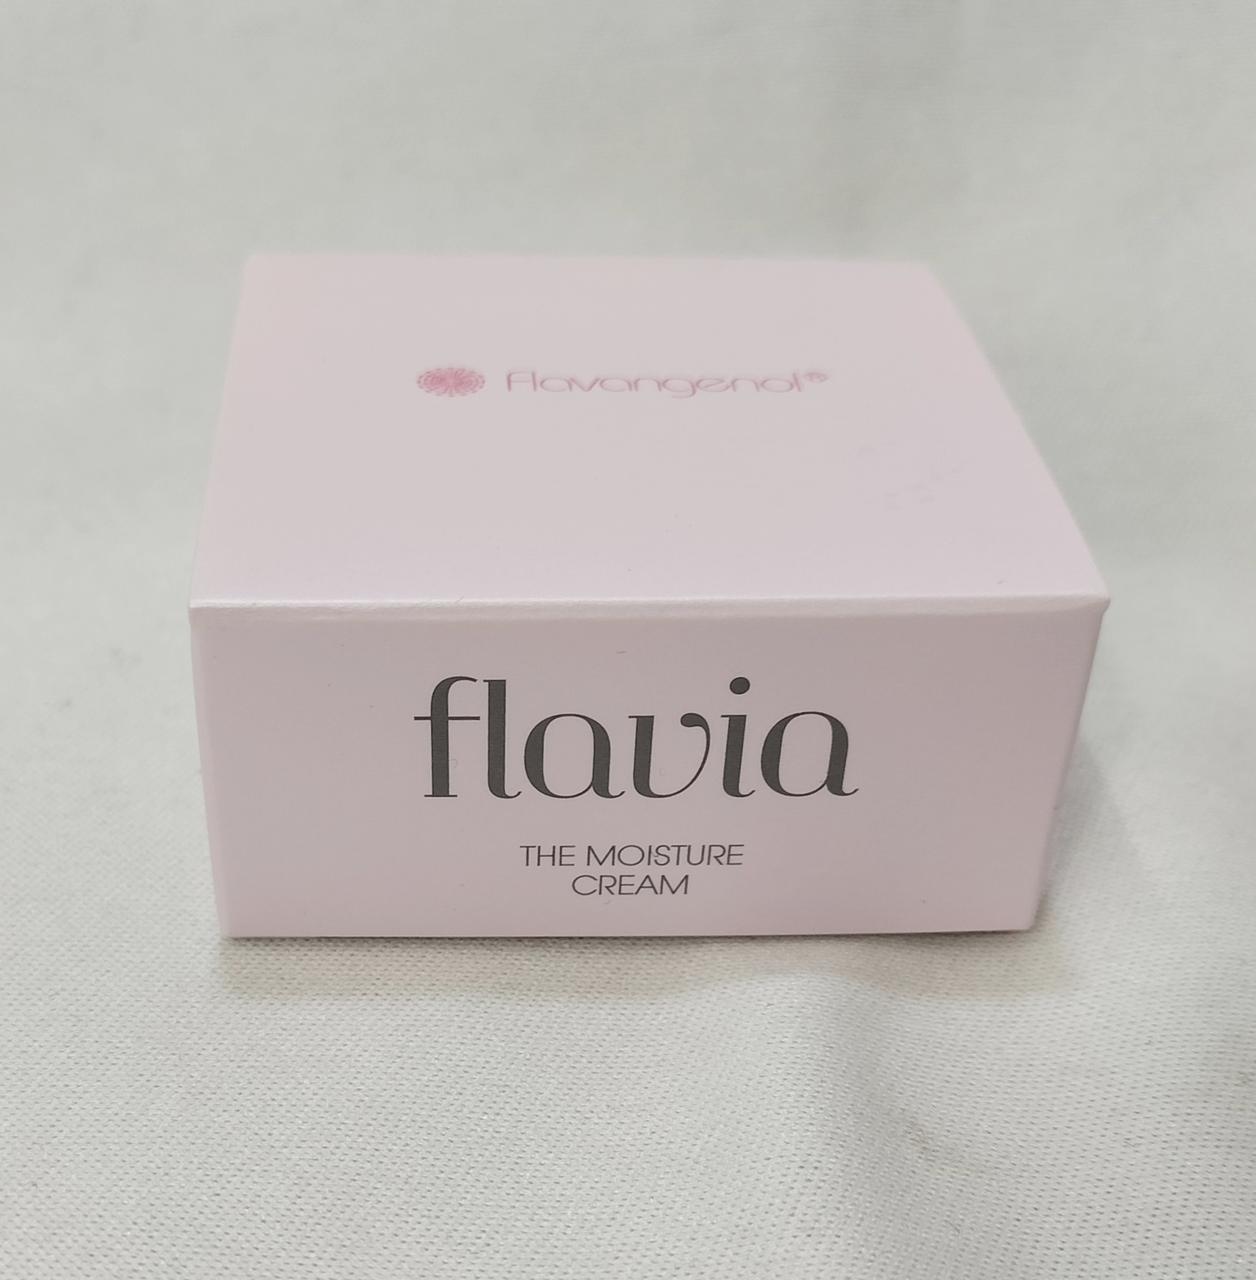 flavangenol®
flavia
THE MOISTURE
CREAM